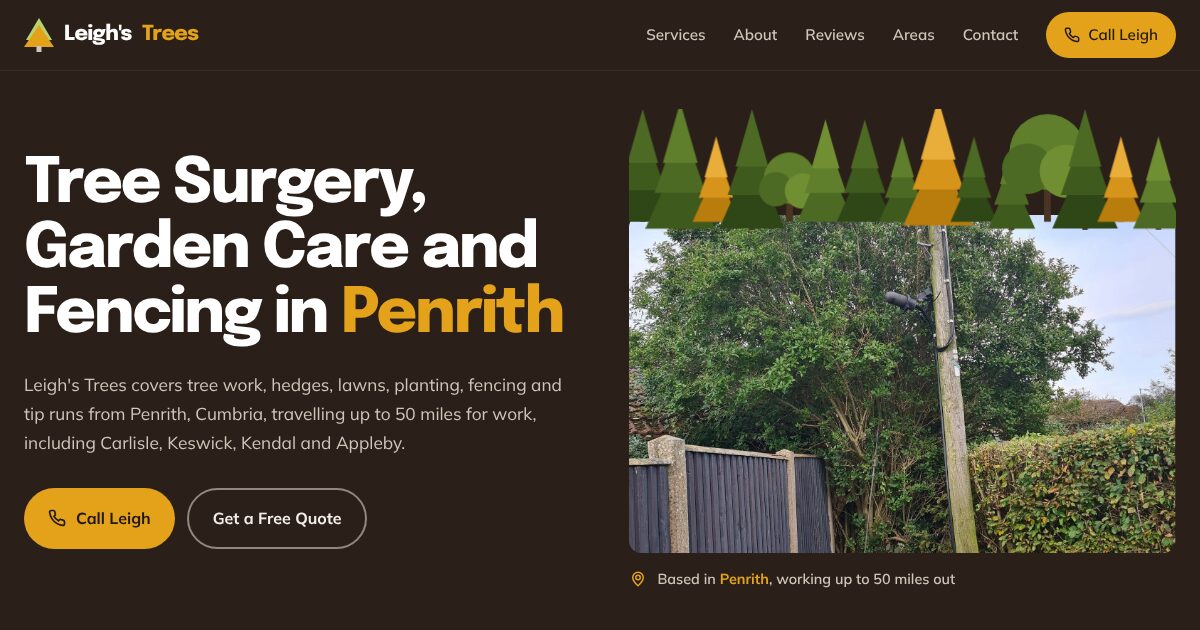 Leigh's Trees
Services
About
Reviews
Areas
Contact
Call Leigh
Tree Surgery,
Garden Care and
Fencing in Penrith
Leigh's Trees covers tree work, hedges, lawns, planting, fencing and
tip runs from Penrith, Cumbria, travelling up to 50 miles for work,
including Carlisle, Keswick, Kendal and Appleby.
Call Leigh
Get a Free Quote
Based in Penrith, working up to 50 miles out